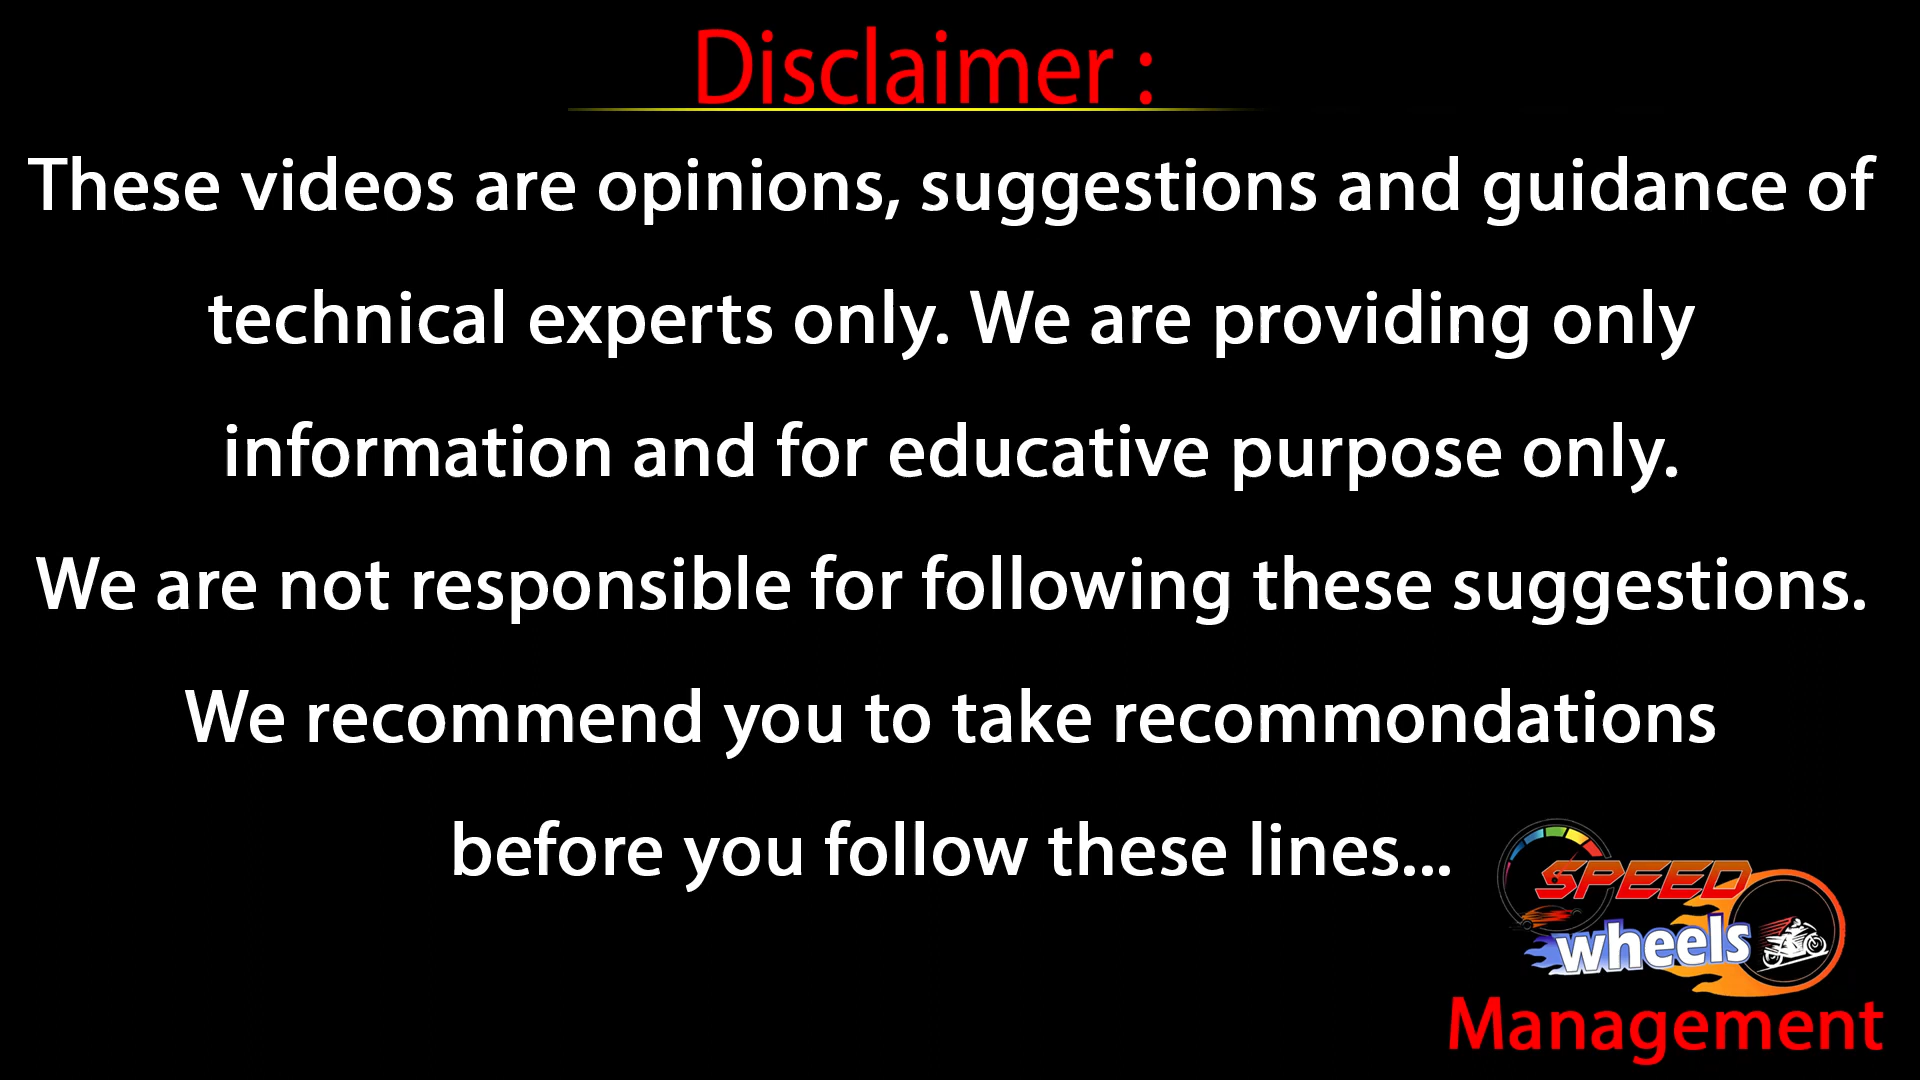 Disclaimer :
These videos are opinions, suggestions and guidance of
technical experts only. We are providing only
information and for educative purpose only.
We are not responsible for following these suggestions.
We recommend you to take recommondations
before you follow these lines...
SPEED
wheels
Management